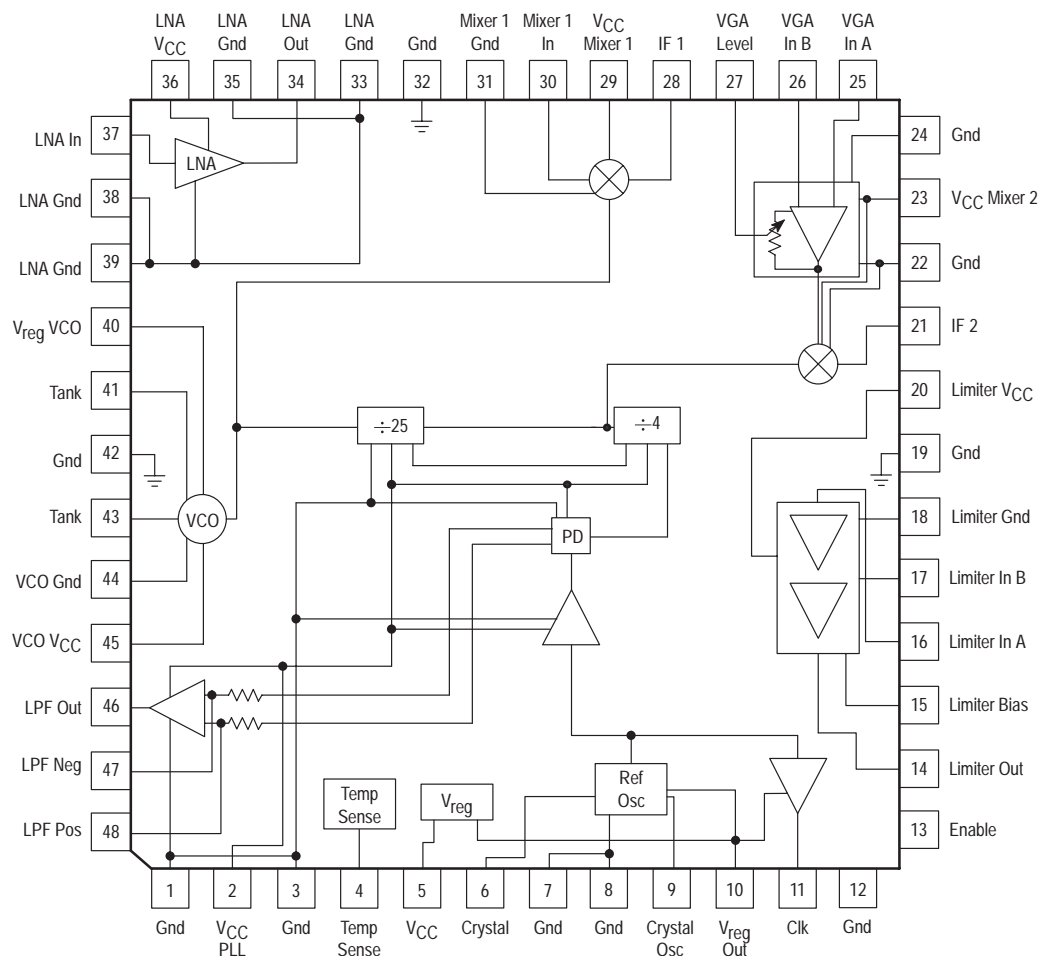 LNA VCC
LNA Gnd
LNA Out
LNA Gnd
Gnd
Mixer 1 Gnd
Mixer 1 In
VCC Mixer 1
IF 1
VGA Level
VGA In B
VGA In A
36 35 34 33 32 31 30 29 28 27 26 25
LNA In 37
LNA Gnd 38
LNA Gnd 39
Vreg VCO 40
Tank 41
Gnd 42
Tank 43
VCO Gnd 44
VCO VCC 45
LPF Out 46
LPF Neg 47
LPF Pos 48
LNA
VCO
÷25
÷4
PD
Temp
Sense
Vreg
Ref
Osc
24 Gnd
23 VCC Mixer 2
22 Gnd
21 IF 2
20 Limiter VCC
19 Gnd
18 Limiter Gnd
17 Limiter In B
16 Limiter In A
15 Limiter Bias
14 Limiter Out
13 Enable
1 2 3 4 5 6 7 8 9 10 11 12
Gnd
VCC PLL
Gnd
Temp Sense
VCC
Crystal
Gnd
Gnd
Crystal Osc
Vreg Out
Clk
Gnd